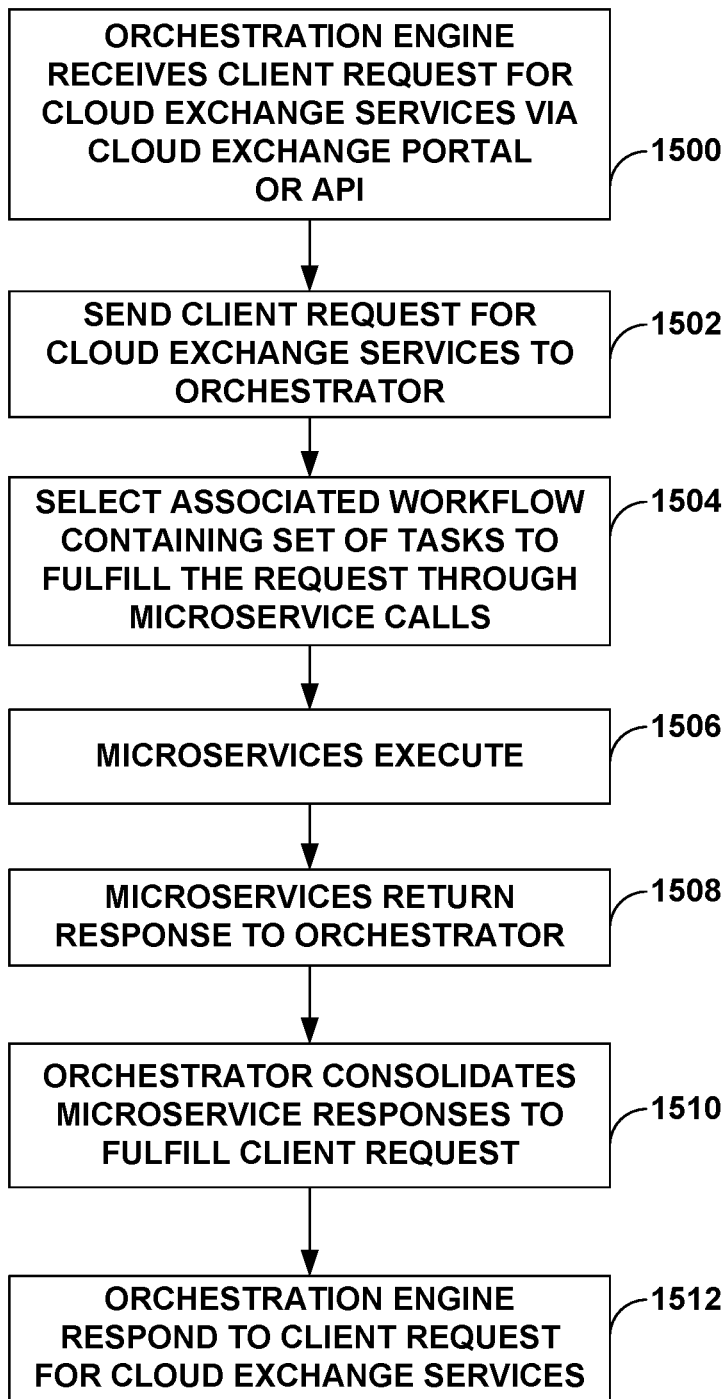 ORCHESTRATION ENGINE
RECEIVES CLIENT REQUEST FOR
CLOUD EXCHANGE SERVICES VIA
CLOUD EXCHANGE PORTAL
OR API
1500
SEND CLIENT REQUEST FOR
CLOUD EXCHANGE SERVICES TO
ORCHESTRATOR
1502
SELECT ASSOCIATED WORKFLOW
CONTAINING SET OF TASKS TO
FULFILL THE REQUEST THROUGH
MICROSERVICE CALLS
1504
MICROSERVICES EXECUTE
1506
MICROSERVICES RETURN
RESPONSE TO ORCHESTRATOR
1508
ORCHESTRATOR CONSOLIDATES
MICROSERVICE RESPONSES TO
FULFILL CLIENT REQUEST
1510
ORCHESTRATION ENGINE
RESPOND TO CLIENT REQUEST
FOR CLOUD EXCHANGE SERVICES
1512